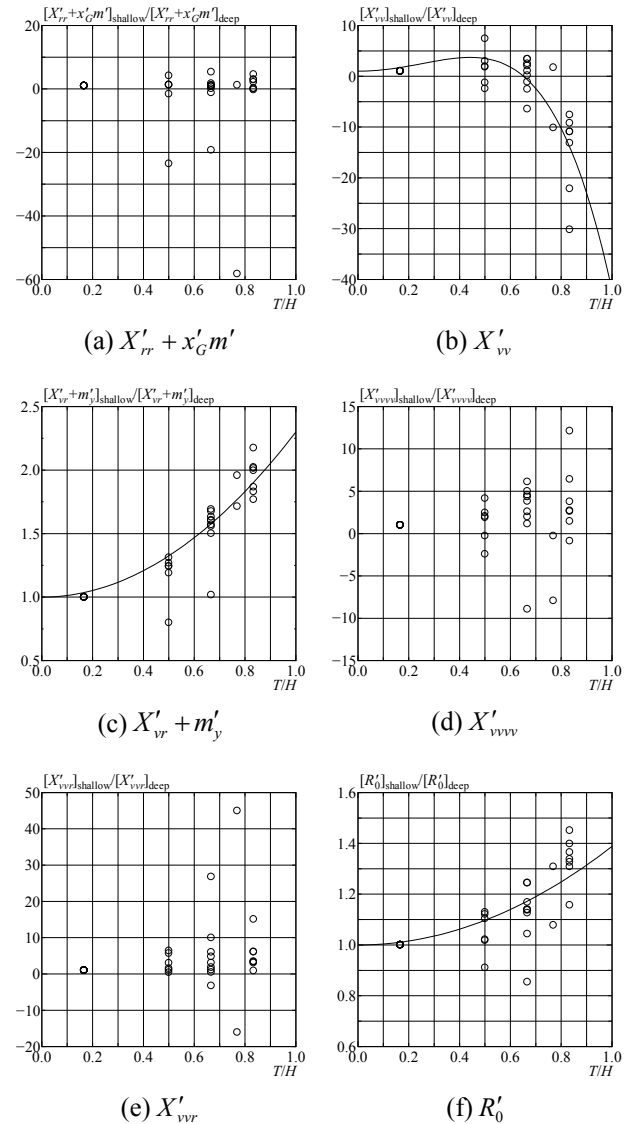 [X′rr+x′Gm′]shallow/[X′rr+x′Gm′]deep
20
0
−20
−40
−60
0.0 0.2 0.4 0.6 0.8 1.0
T/H
(a) X′rr + x′Gm′
[X′vv]shallow/[X′vv]deep
10
0
−10
−20
−30
−40
0.0 0.2 0.4 0.6 0.8 1.0
T/H
(b) X′vv
[X′vr+m′y]shallow/[X′vr+m′y]deep
2.5
2.0
1.5
1.0
0.5
0.0 0.2 0.4 0.6 0.8 1.0
T/H
(c) X′vr + m′y
[X′vvvv]shallow/[X′vvvv]deep
15
10
5
0
−5
−10
−15
0.0 0.2 0.4 0.6 0.8 1.0
T/H
(d) X′vvvv
[X′vvr]shallow/[X′vvr]deep
50
40
30
20
10
0
−10
−20
0.0 0.2 0.4 0.6 0.8 1.0
T/H
(e) X′vvr
[R′0]shallow/[R′0]deep
1.6
1.4
1.2
1.0
0.8
0.6
0.0 0.2 0.4 0.6 0.8 1.0
T/H
(f) R′0